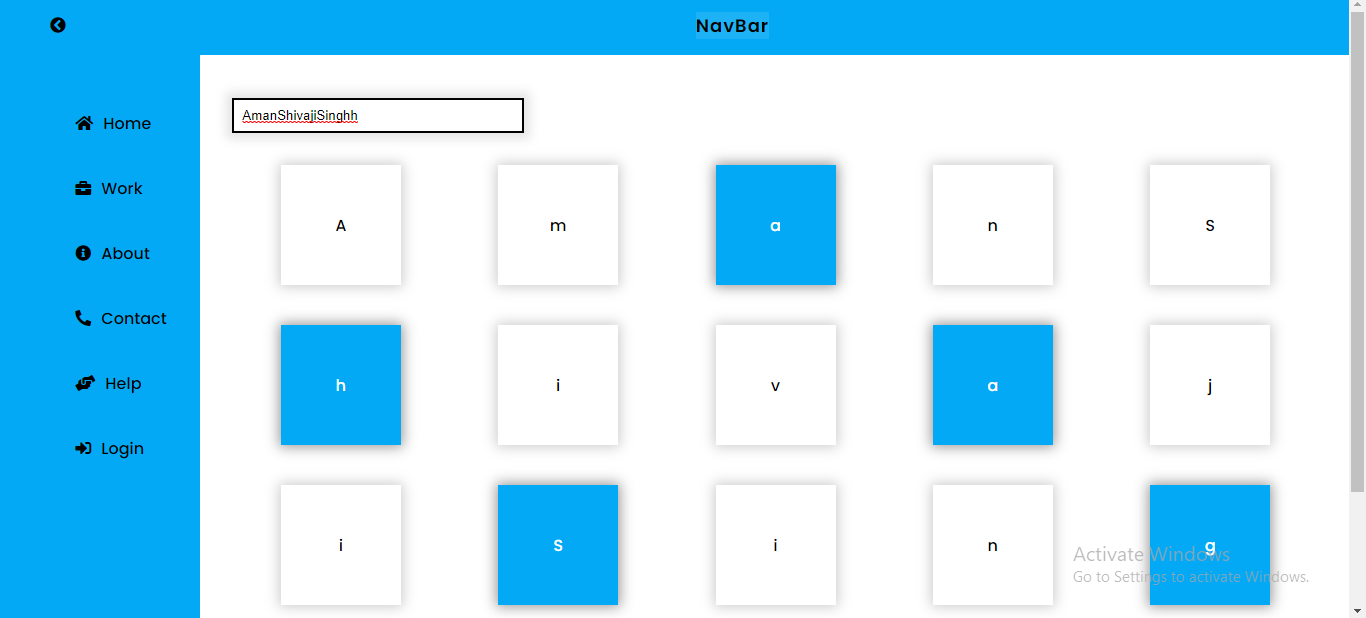 NavBar
Home
Work
About
Contact
Help
Login
AmanShivajiSinghh
A m a n S
h i v a j
i S i n g
Activate Windows
Go to Settings to activate Windows.